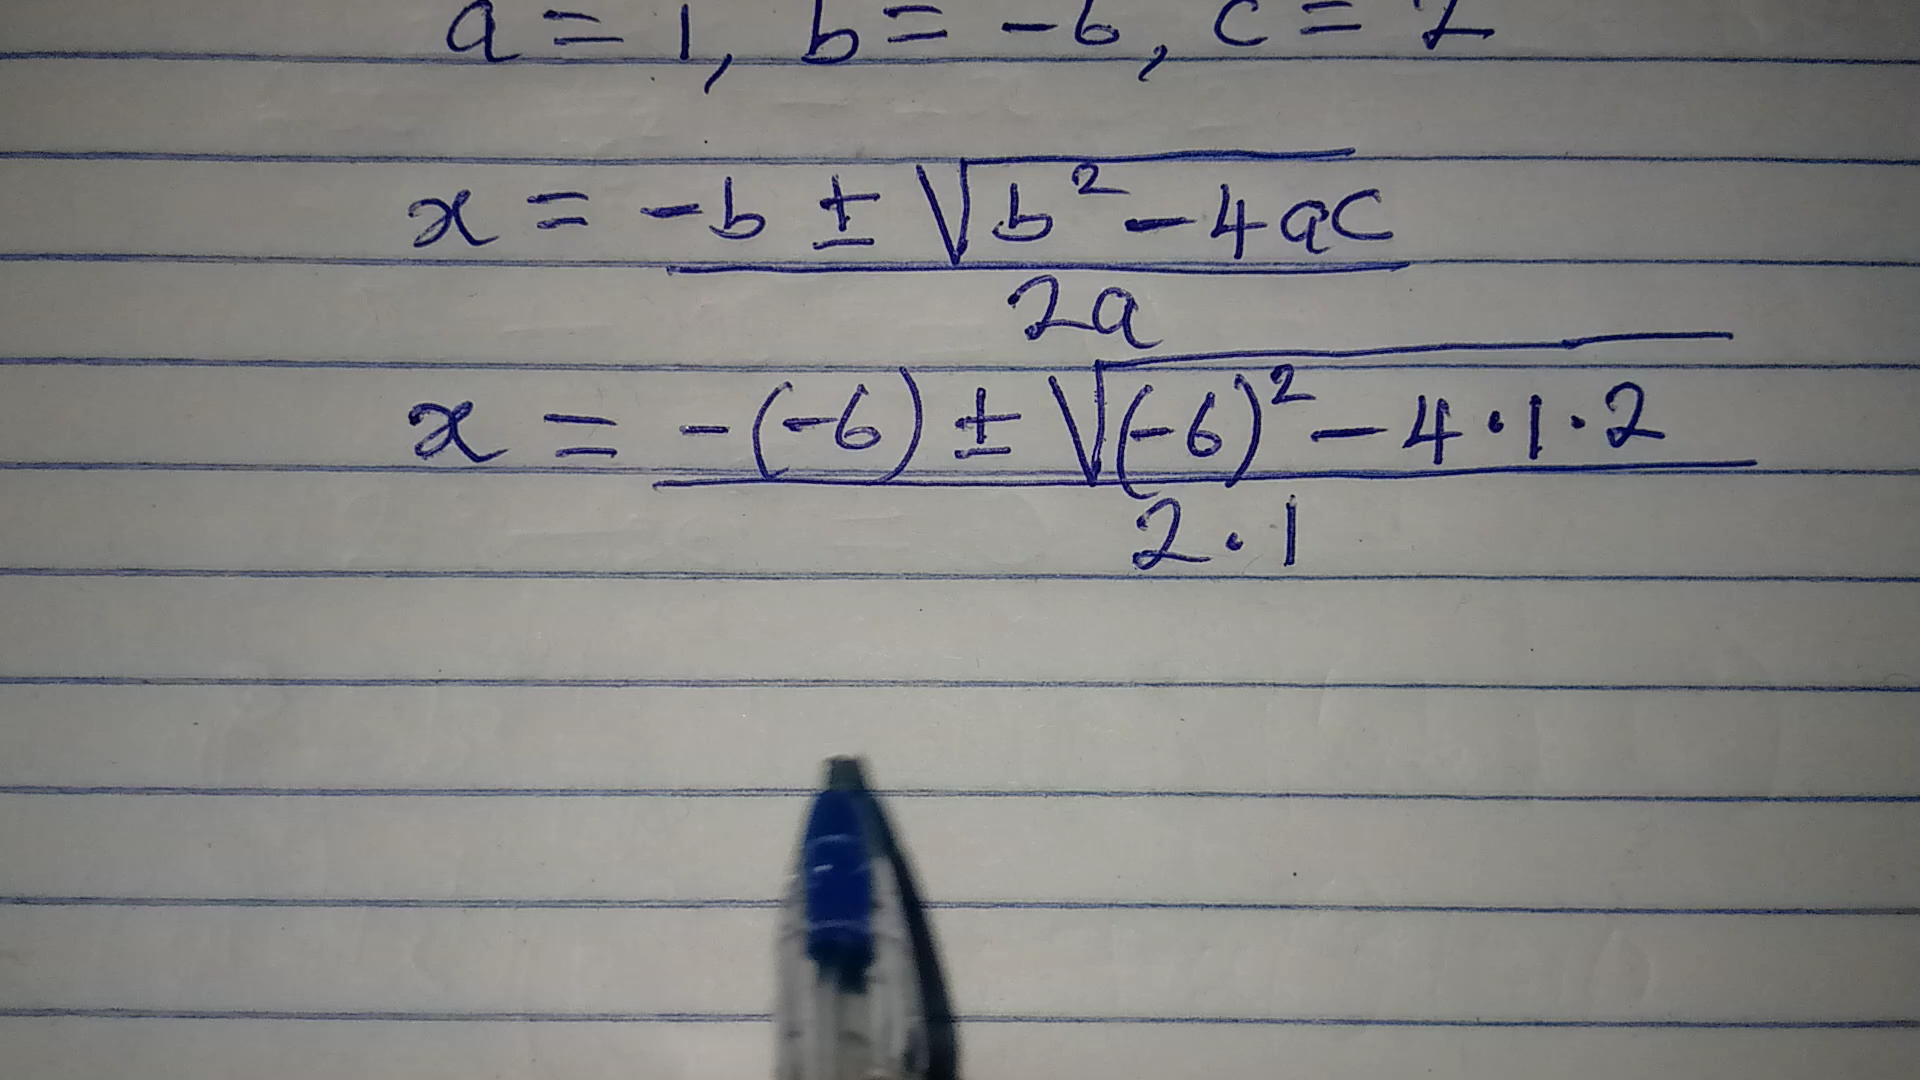 a = 1, b = -6, c = 2
x = -b ± √b² - 4ac
2a
x = -(-6) ± √(-6)² - 4·1·2
2·1